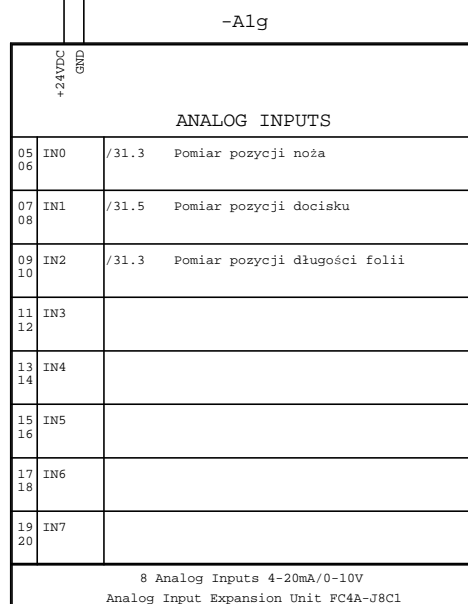 -A1g
+24VDC
GND
ANALOG INPUTS
05 IN0 /31.3 Pomiar pozycji noża
06
07 IN1 /31.5 Pomiar pozycji docisku
08
09 IN2 /31.3 Pomiar pozycji długości folii
10
11 IN3
12
13 IN4
14
15 IN5
16
17 IN6
18
19 IN7
20
8 Analog Inputs 4-20mA/0-10V
Analog Input Expansion Unit FC4A-J8C1